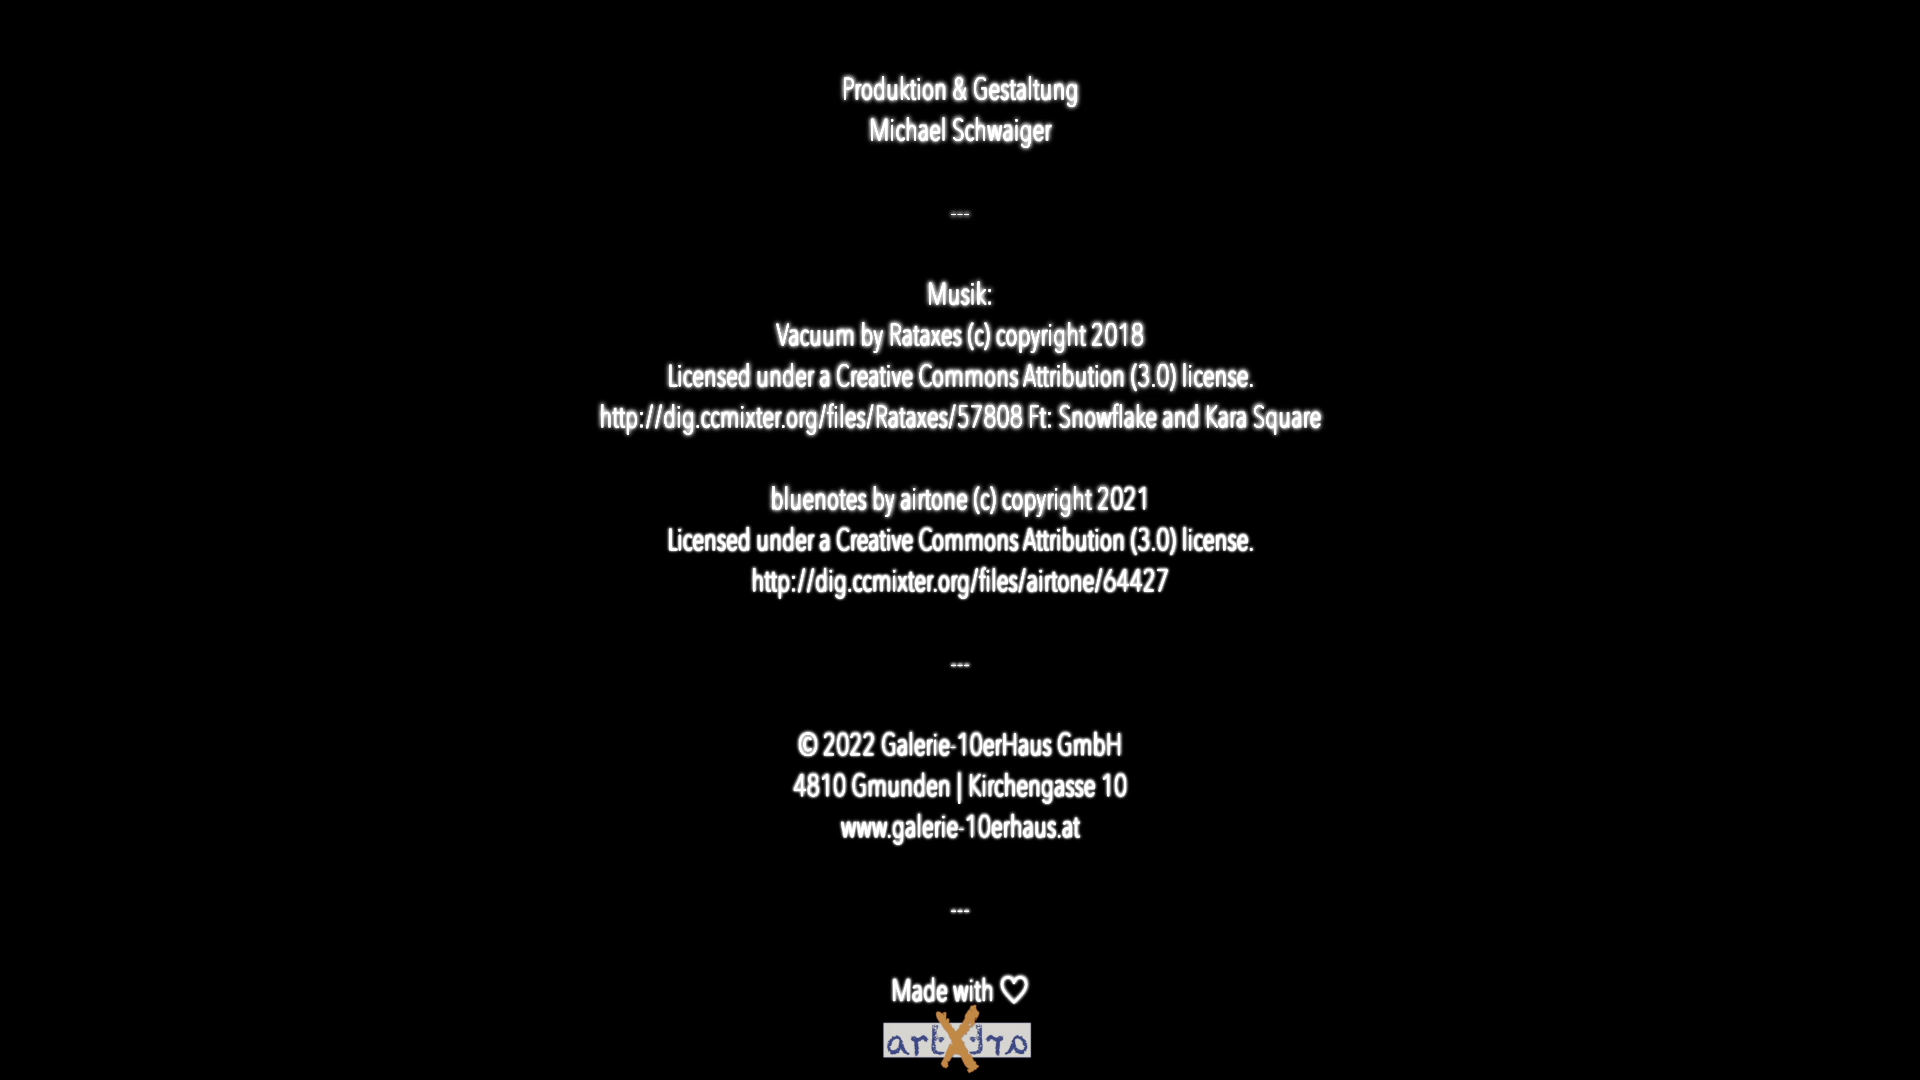 Produktion & Gestaltung
Michael Schwaiger
---
Musik:
Vacuum by Rataxes (c) copyright 2018
Licensed under a Creative Commons Attribution (3.0) license.
http://dig.ccmixter.org/files/Rataxes/57808 Ft: Snowflake and Kara Square
bluenotes by airtone (c) copyright 2021
Licensed under a Creative Commons Attribution (3.0) license.
http://dig.ccmixter.org/files/airtone/64427
---
© 2022 Galerie-10erHaus GmbH
4810 Gmunden | Kirchengasse 10
www.galerie-10erhaus.at
---
Made with ♡